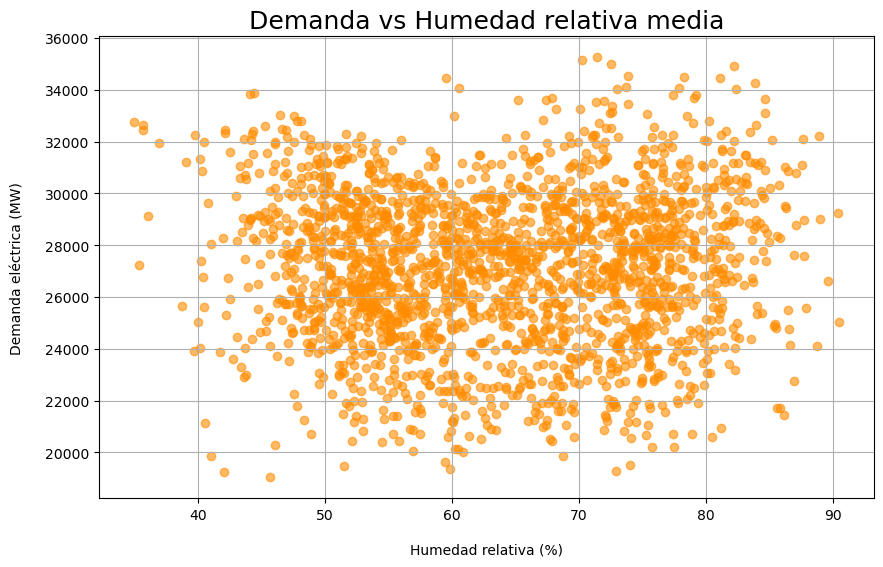 Demanda vs Humedad relativa media
36000
34000
32000
30000
28000
26000
24000
22000
20000
Demanda eléctrica (MW)
40 50 60 70 80 90
Humedad relativa (%)